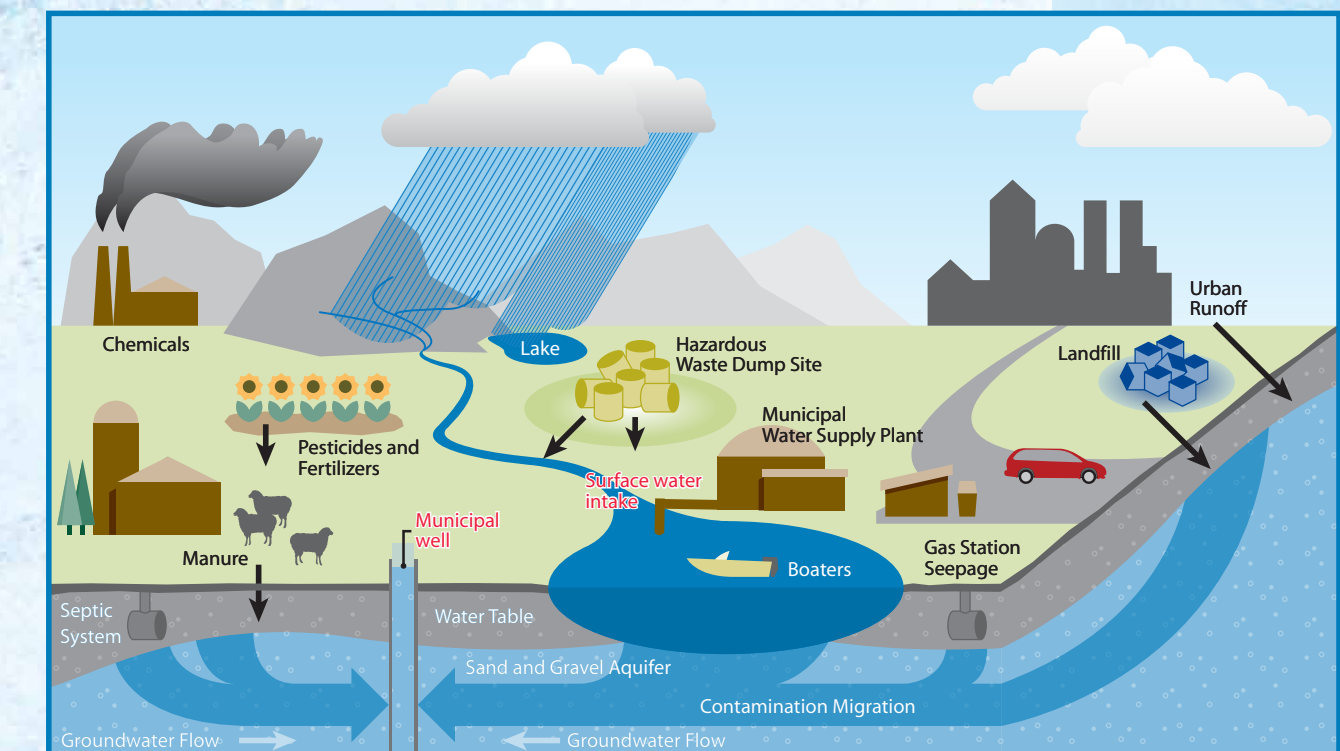 Chemicals
Lake
Hazardous
Waste Dump Site
Urban
Runoff
Landfill
Pesticides and
Fertilizers
Municipal
Water Supply Plant
Surface water
intake
Municipal
well
Manure
Boaters
Gas Station
Seepage
Septic
System
Water Table
Sand and Gravel Aquifer
Contamination Migration
Groundwater Flow
Groundwater Flow